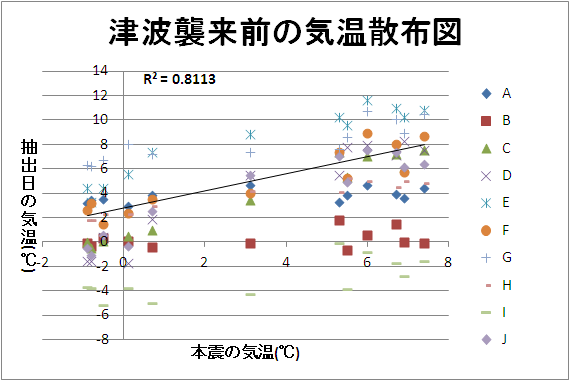 津波襲来前の気温散布図
R² = 0.8113
抽出日の気温(℃)
14
12
10
8
6
4
2
0
-2
-4
-6
-8
-2 0 2 4 6 8
本震の気温(℃)
A
B
C
D
E
F
G
H
I
J